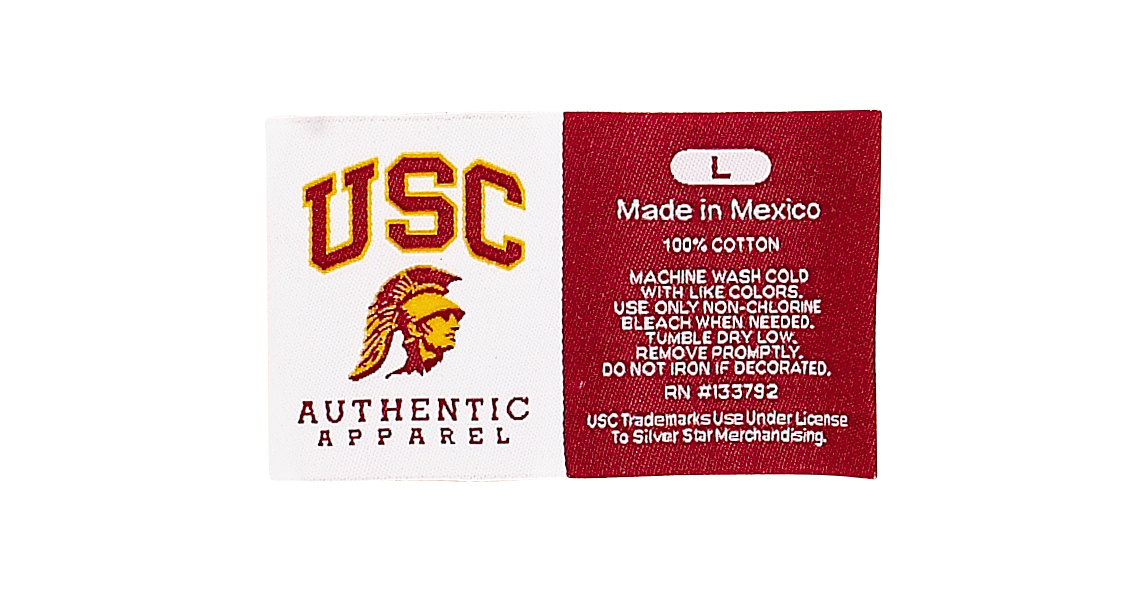 USC
AUTHENTIC
APPAREL
L
Made in Mexico
100% COTTON
MACHINE WASH COLD
WITH LIKE COLORS.
USE ONLY NON-CHLORINE
BLEACH WHEN NEEDED.
TUMBLE DRY LOW.
REMOVE PROMPTLY.
DO NOT IRON IF DECORATED.
RN #133792
USC Trademarks Use Under License
To Silver Star Merchandising.